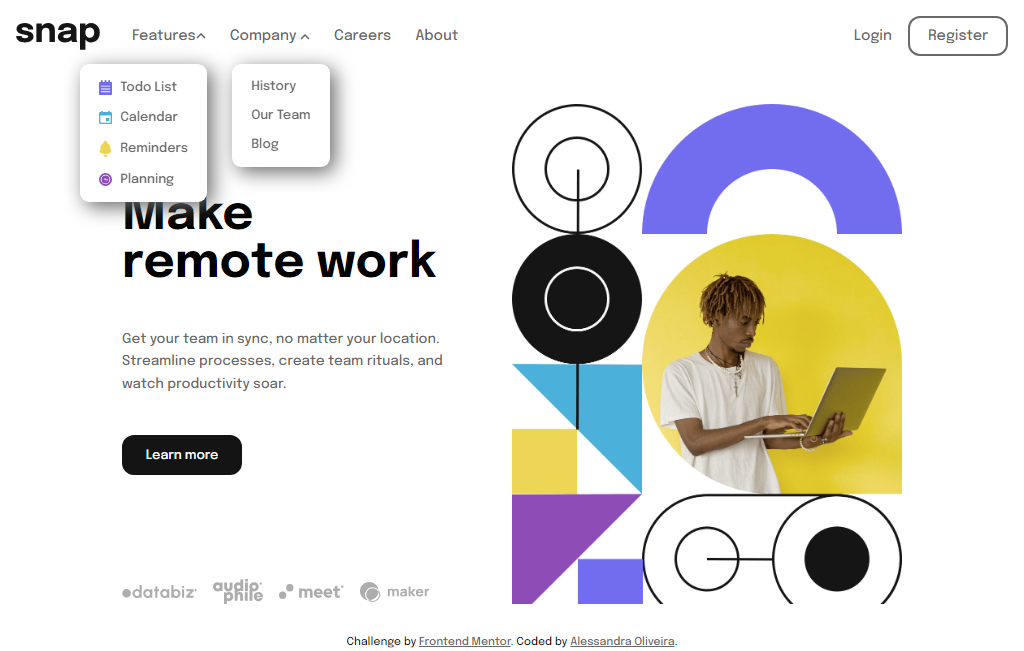 snap Features Company Careers About Login Register
Todo List
Calendar
Reminders
Planning
History
Our Team
Blog
Make
remote work
Get your team in sync, no matter your location.
Streamline processes, create team rituals, and
watch productivity soar.
Learn more
databiz audiophile meet maker
Challenge by Frontend Mentor. Coded by Alessandra Oliveira.